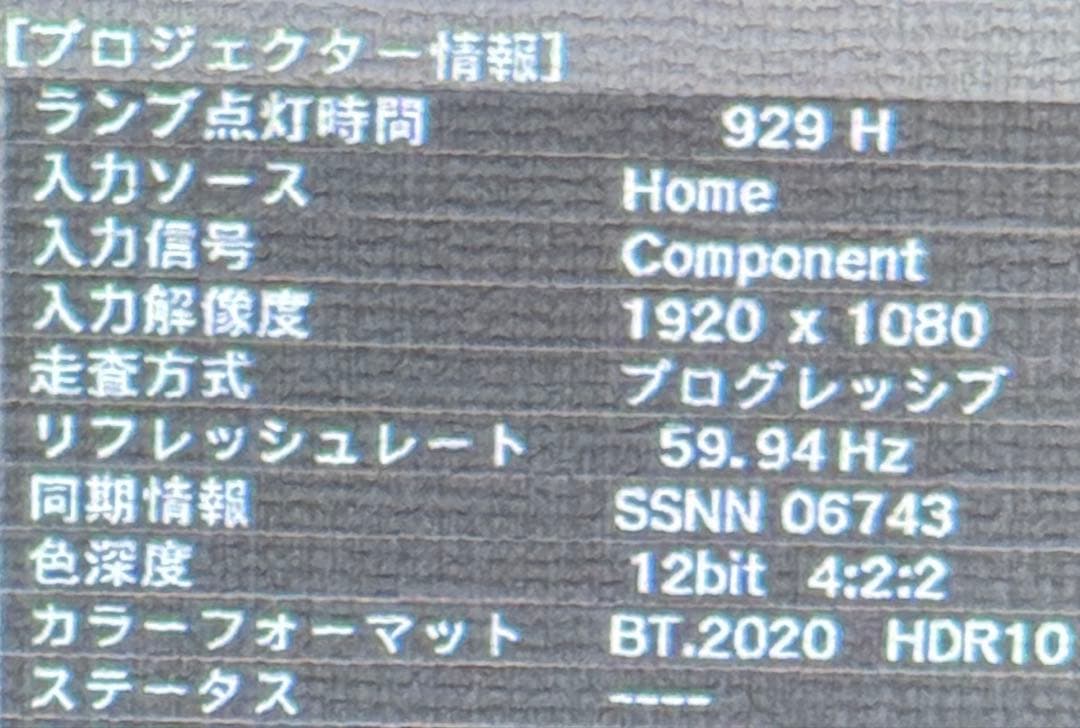 [プロジェクター情報]
ランプ点灯時間 929 H
入力ソース Home
入力信号 Component
入力解像度 1920 x 1080
走査方式 プログレッシブ
リフレッシュレート 59.94 Hz
同期情報 SSNN 06743
色深度 12bit 4:2:2
カラーフォーマット BT.2020 HDR10
ステータス ----